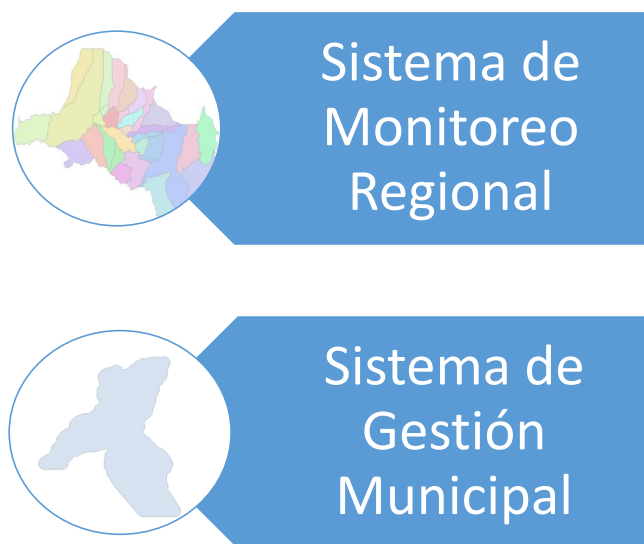 Sistema de
Monitoreo
Regional
Sistema de
Gestión
Municipal